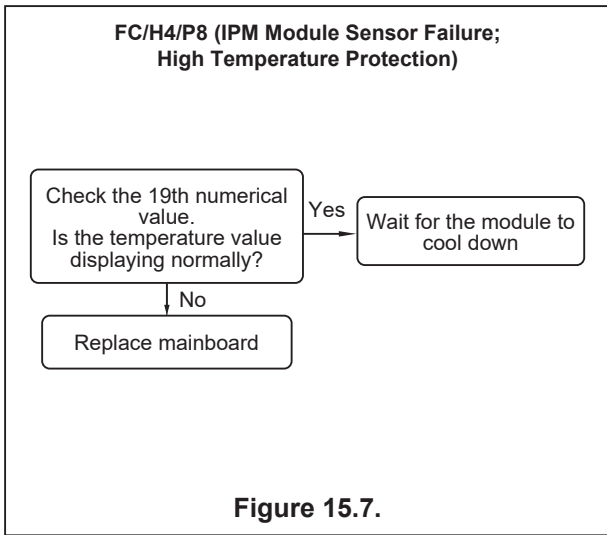 FC/H4/P8 (IPM Module Sensor Failure;
High Temperature Protection)
Check the 19th numerical
value.
Is the temperature value
displaying normally?
Yes
Wait for the module to
cool down
No
Replace mainboard
Figure 15.7.